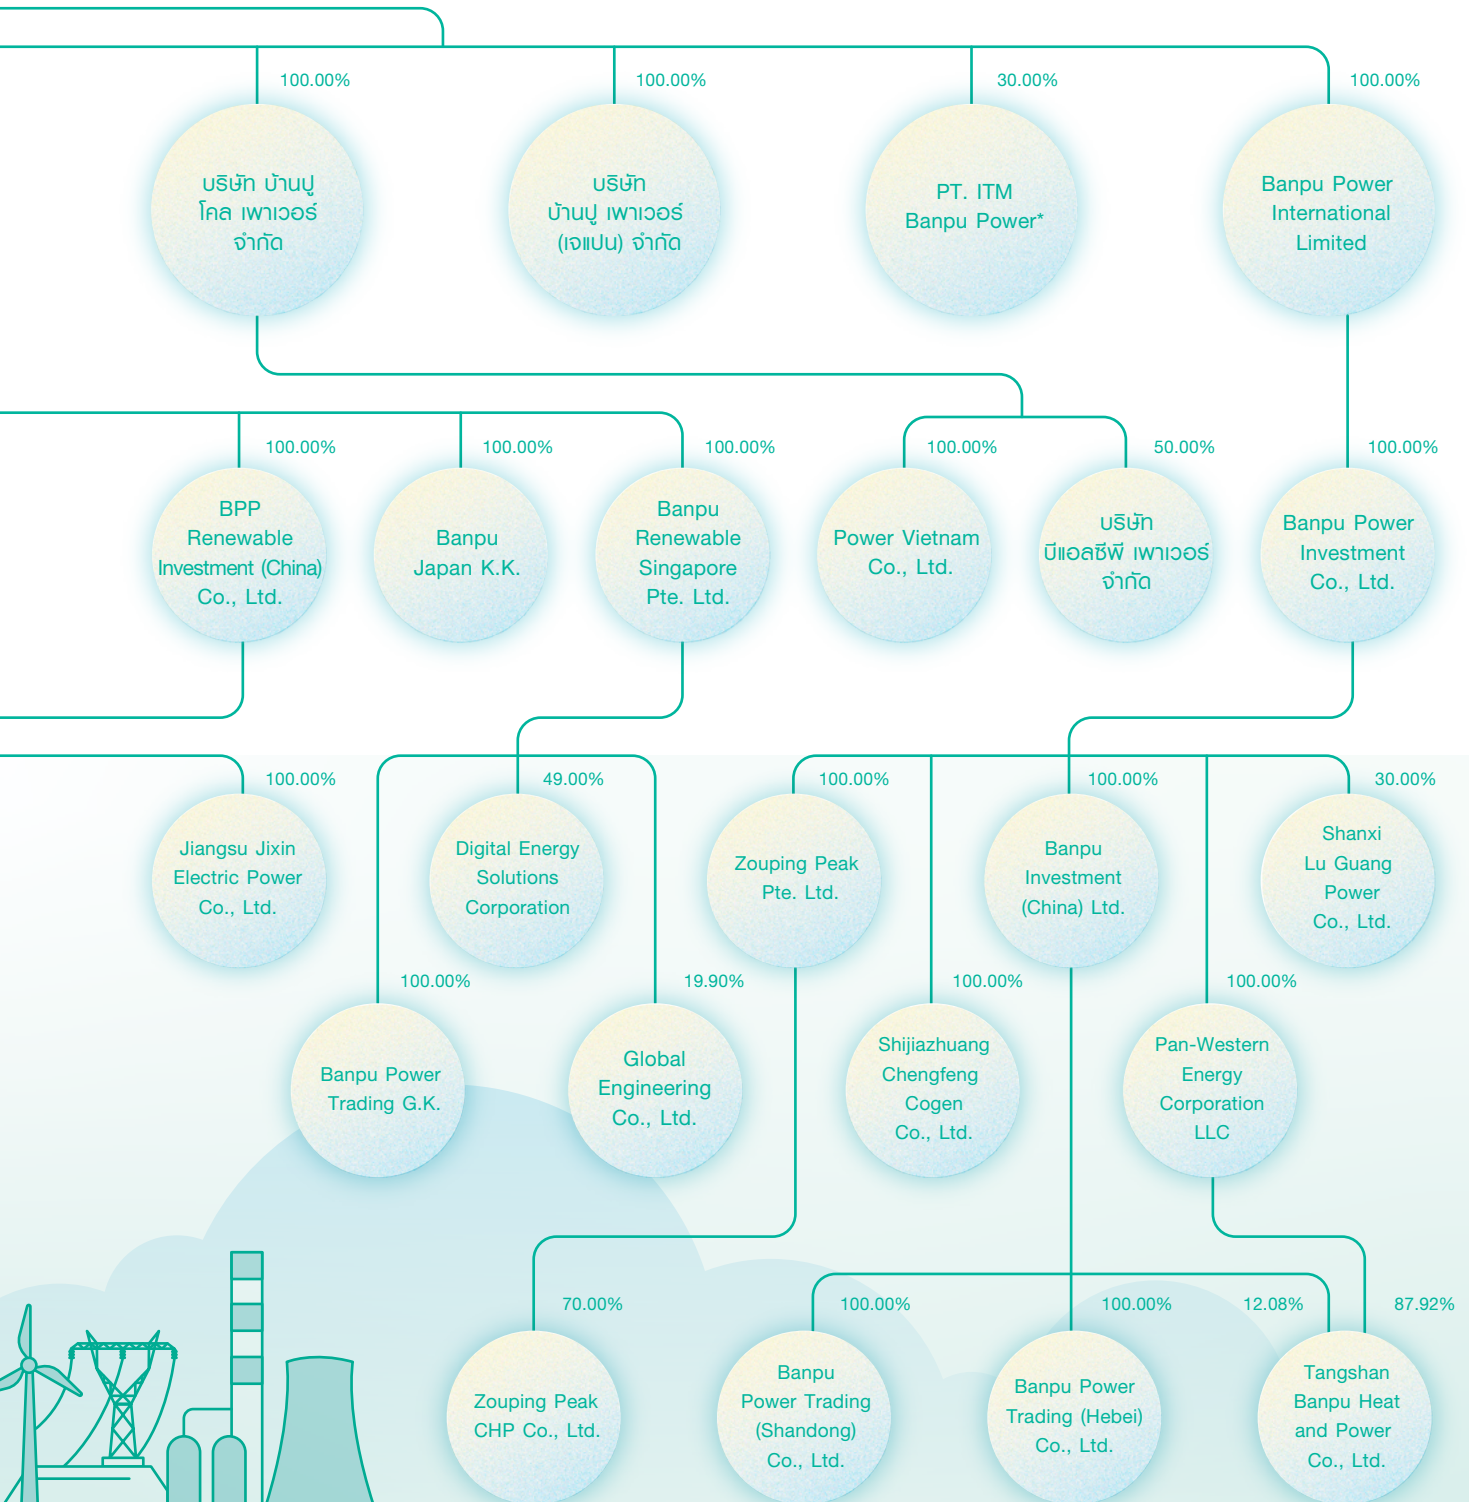 100.00%
100.00%
30.00%
100.00%
บริษัท บ้านปู
โคล เพาเวอร์
จำกัด
บริษัท
บ้านปู เพาเวอร์
(เจแปน) จำกัด
PT. ITM
Banpu Power*
Banpu Power
International
Limited
100.00%
100.00%
100.00%
100.00%
50.00%
100.00%
BPP
Renewable
Investment (China)
Co., Ltd.
Banpu
Japan K.K.
Banpu
Renewable
Singapore
Pte. Ltd.
Power Vietnam
Co., Ltd.
บริษัท
บีแอลซีพี เพาเวอร์
จำกัด
Banpu Power
Investment
Co., Ltd.
100.00%
49.00%
100.00%
100.00%
30.00%
Jiangsu Jixin
Electric Power
Co., Ltd.
Digital Energy
Solutions
Corporation
Zouping Peak
Pte. Ltd.
Banpu
Investment
(China) Ltd.
Shanxi
Lu Guang
Power
Co., Ltd.
100.00%
19.90%
100.00%
100.00%
Banpu Power
Trading G.K.
Global
Engineering
Co., Ltd.
Shijiazhuang
Chengfeng
Cogen
Co., Ltd.
Pan-Western
Energy
Corporation
LLC
70.00%
100.00%
100.00%
12.08%
87.92%
Zouping Peak
CHP Co., Ltd.
Banpu
Power Trading
(Shandong)
Co., Ltd.
Banpu Power
Trading (Hebei)
Co., Ltd.
Tangshan
Banpu Heat
and Power
Co., Ltd.